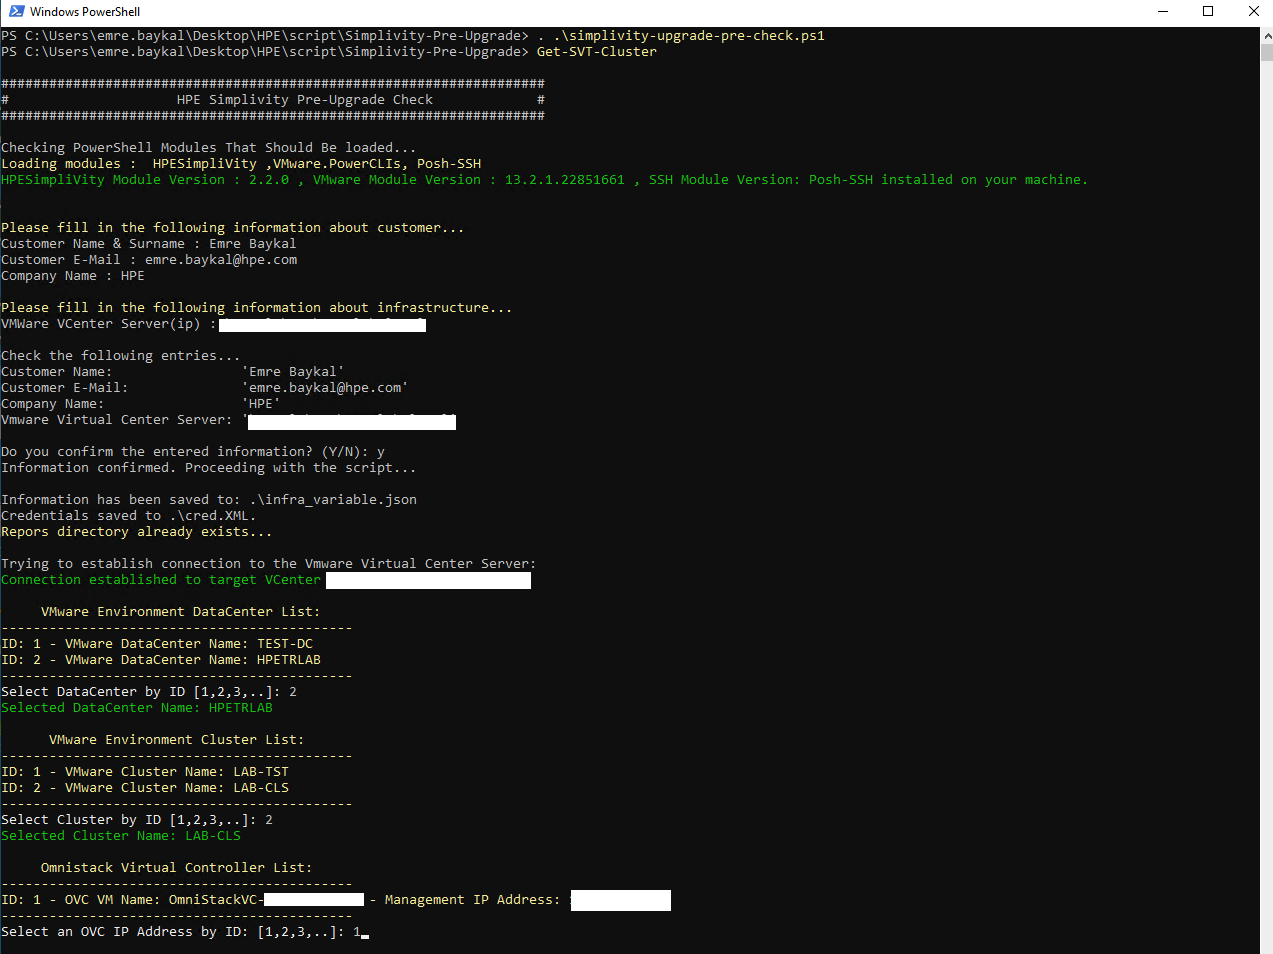 Windows PowerShell
PS C:\Users\emre.baykal\Desktop\HPE\script\Simplivity-Pre-Upgrade> . .\simplivity-upgrade-pre-check.ps1
PS C:\Users\emre.baykal\Desktop\HPE\script\Simplivity-Pre-Upgrade> Get-SVT-Cluster
####################################################################
# HPE Simplivity Pre-Upgrade Check #
####################################################################
Checking PowerShell Modules That Should Be loaded...
Loading modules : HPESimpliVity ,VMware.PowerCLIs, Posh-SSH
HPESimpliVity Module Version : 2.2.0 , VMware Module Version : 13.2.1.22851661 , SSH Module Version: Posh-SSH installed on your machine.
Please fill in the following information about customer...
Customer Name & Surname : Emre Baykal
Customer E-Mail : emre.baykal@hpe.com
Company Name : HPE
Please fill in the following information about infrastructure...
VMWare VCenter Server(ip) :
Check the following entries...
Customer Name: 'Emre Baykal'
Customer E-Mail: 'emre.baykal@hpe.com'
Company Name: 'HPE'
Vmware Virtual Center Server: '
Do you confirm the entered information? (Y/N): y
Information confirmed. Proceeding with the script...
Information has been saved to: .\infra_variable.json
Credentials saved to .\cred.XML.
Repors directory already exists...
Trying to establish connection to the Vmware Virtual Center Server:
Connection established to target VCenter
VMware Environment DataCenter List:
--------------------------------------------
ID: 1 - VMware DataCenter Name: TEST-DC
ID: 2 - VMware DataCenter Name: HPETRLAB
--------------------------------------------
Select DataCenter by ID [1,2,3,..]: 2
Selected DataCenter Name: HPETRLAB
VMware Environment Cluster List:
--------------------------------------------
ID: 1 - VMware Cluster Name: LAB-TST
ID: 2 - VMware Cluster Name: LAB-CLS
--------------------------------------------
Select Cluster by ID [1,2,3,..]: 2
Selected Cluster Name: LAB-CLS
Omnistack Virtual Controller List:
--------------------------------------------
ID: 1 - OVC VM Name: OmniStackVC- - Management IP Address:
--------------------------------------------
Select an OVC IP Address by ID: [1,2,3,..]: 1